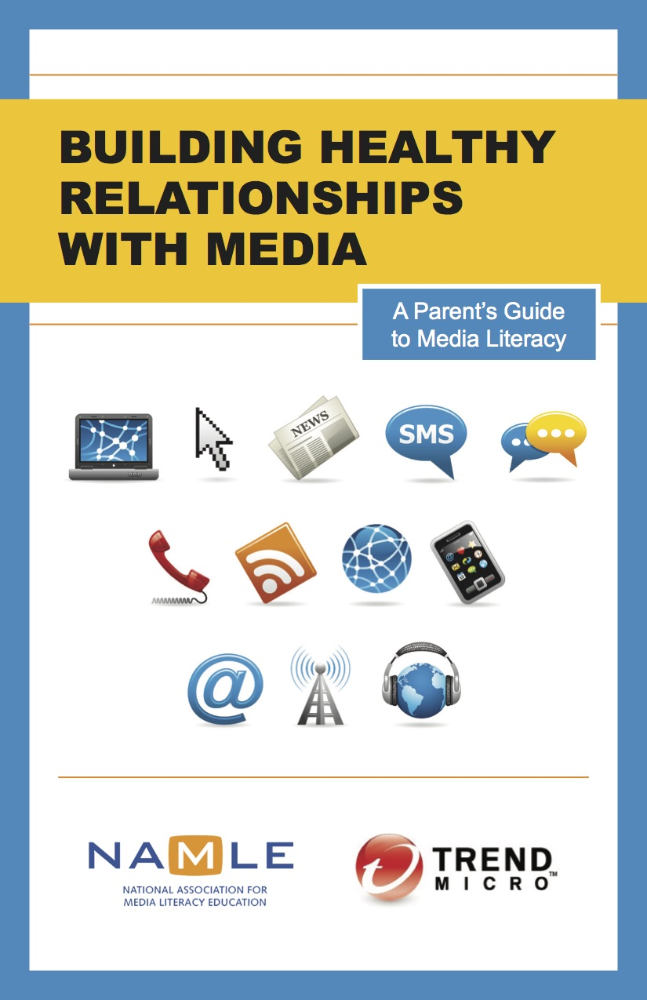 BUILDING HEALTHY
RELATIONSHIPS
WITH MEDIA
A Parent’s Guide
to Media Literacy
NEWS
SMS
@
NAMLE
NATIONAL ASSOCIATION FOR
MEDIA LITERACY EDUCATION
t
TREND
MICRO™